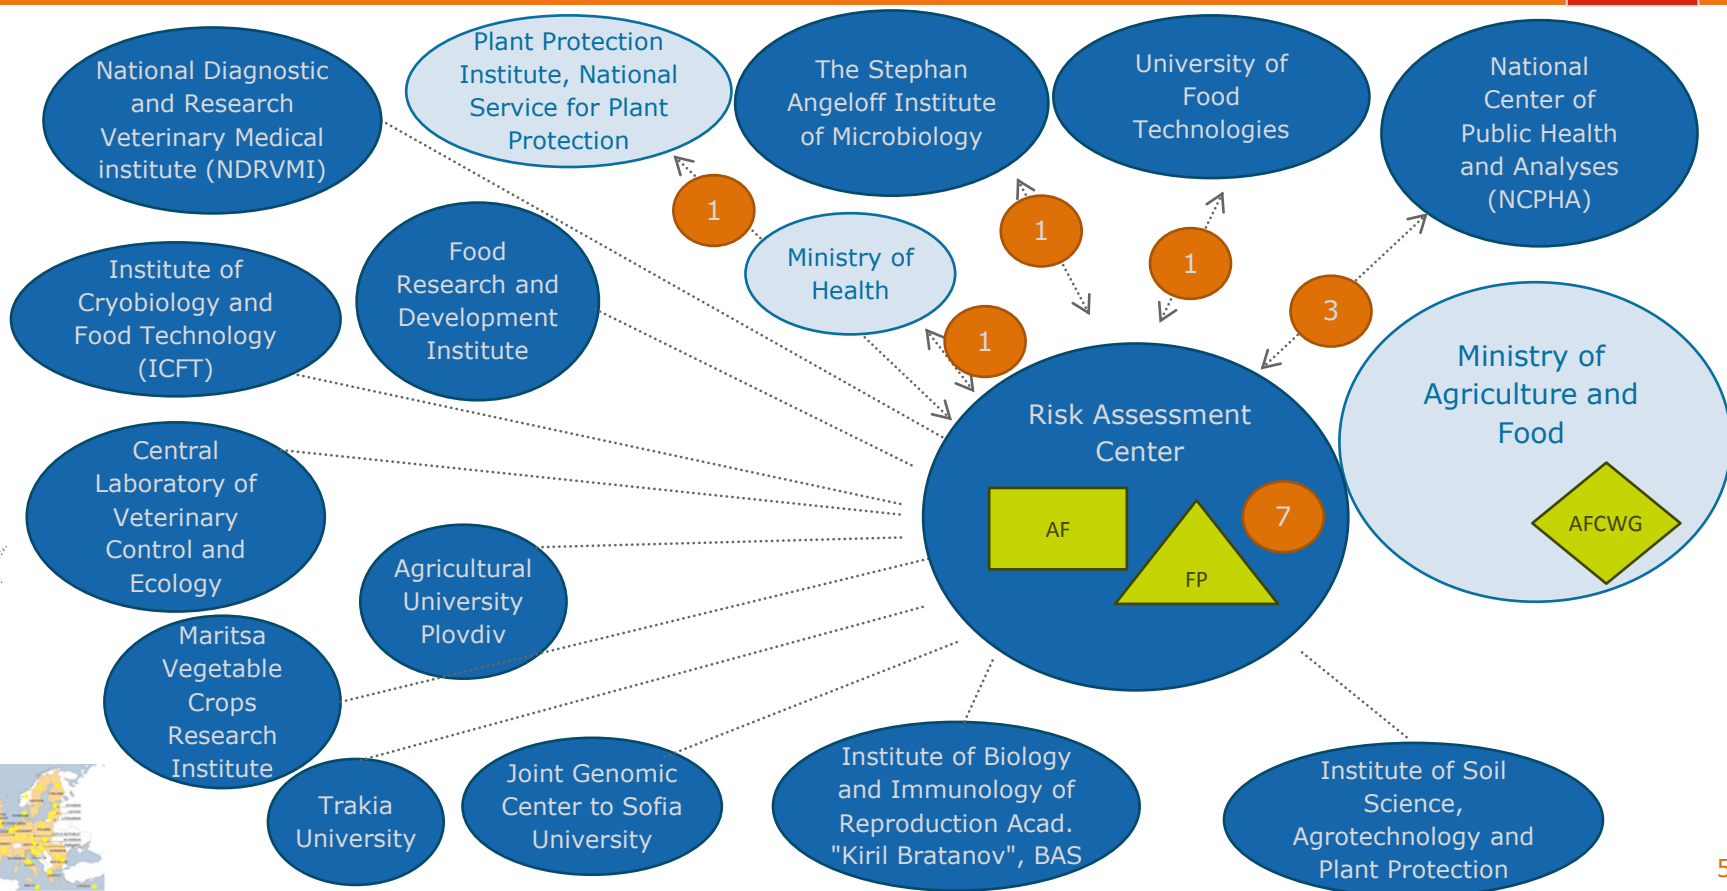 National Diagnostic
and Research
Veterinary Medical
institute (NDRVMI)
Plant Protection
Institute, National
Service for Plant
Protection
The Stephan
Angeloff Institute
of Microbiology
University of
Food
Technologies
National
Center of
Public Health
and Analyses
(NCPHA)
1
1
1
3
1
Ministry of
Health
Institute of
Cryobiology and
Food Technology
(ICFT)
Food
Research and
Development
Institute
Ministry of
Agriculture and
Food
AFCWG
Risk Assessment
Center
AF
FP
7
Central
Laboratory of
Veterinary
Control and
Ecology
Agricultural
University
Plovdiv
Maritsa
Vegetable
Crops
Research
Institute
Trakia
University
Joint Genomic
Center to Sofia
University
Institute of Biology
and Immunology of
Reproduction Acad.
"Kiril Bratanov", BAS
Institute of Soil
Science,
Agrotechnology and
Plant Protection
5